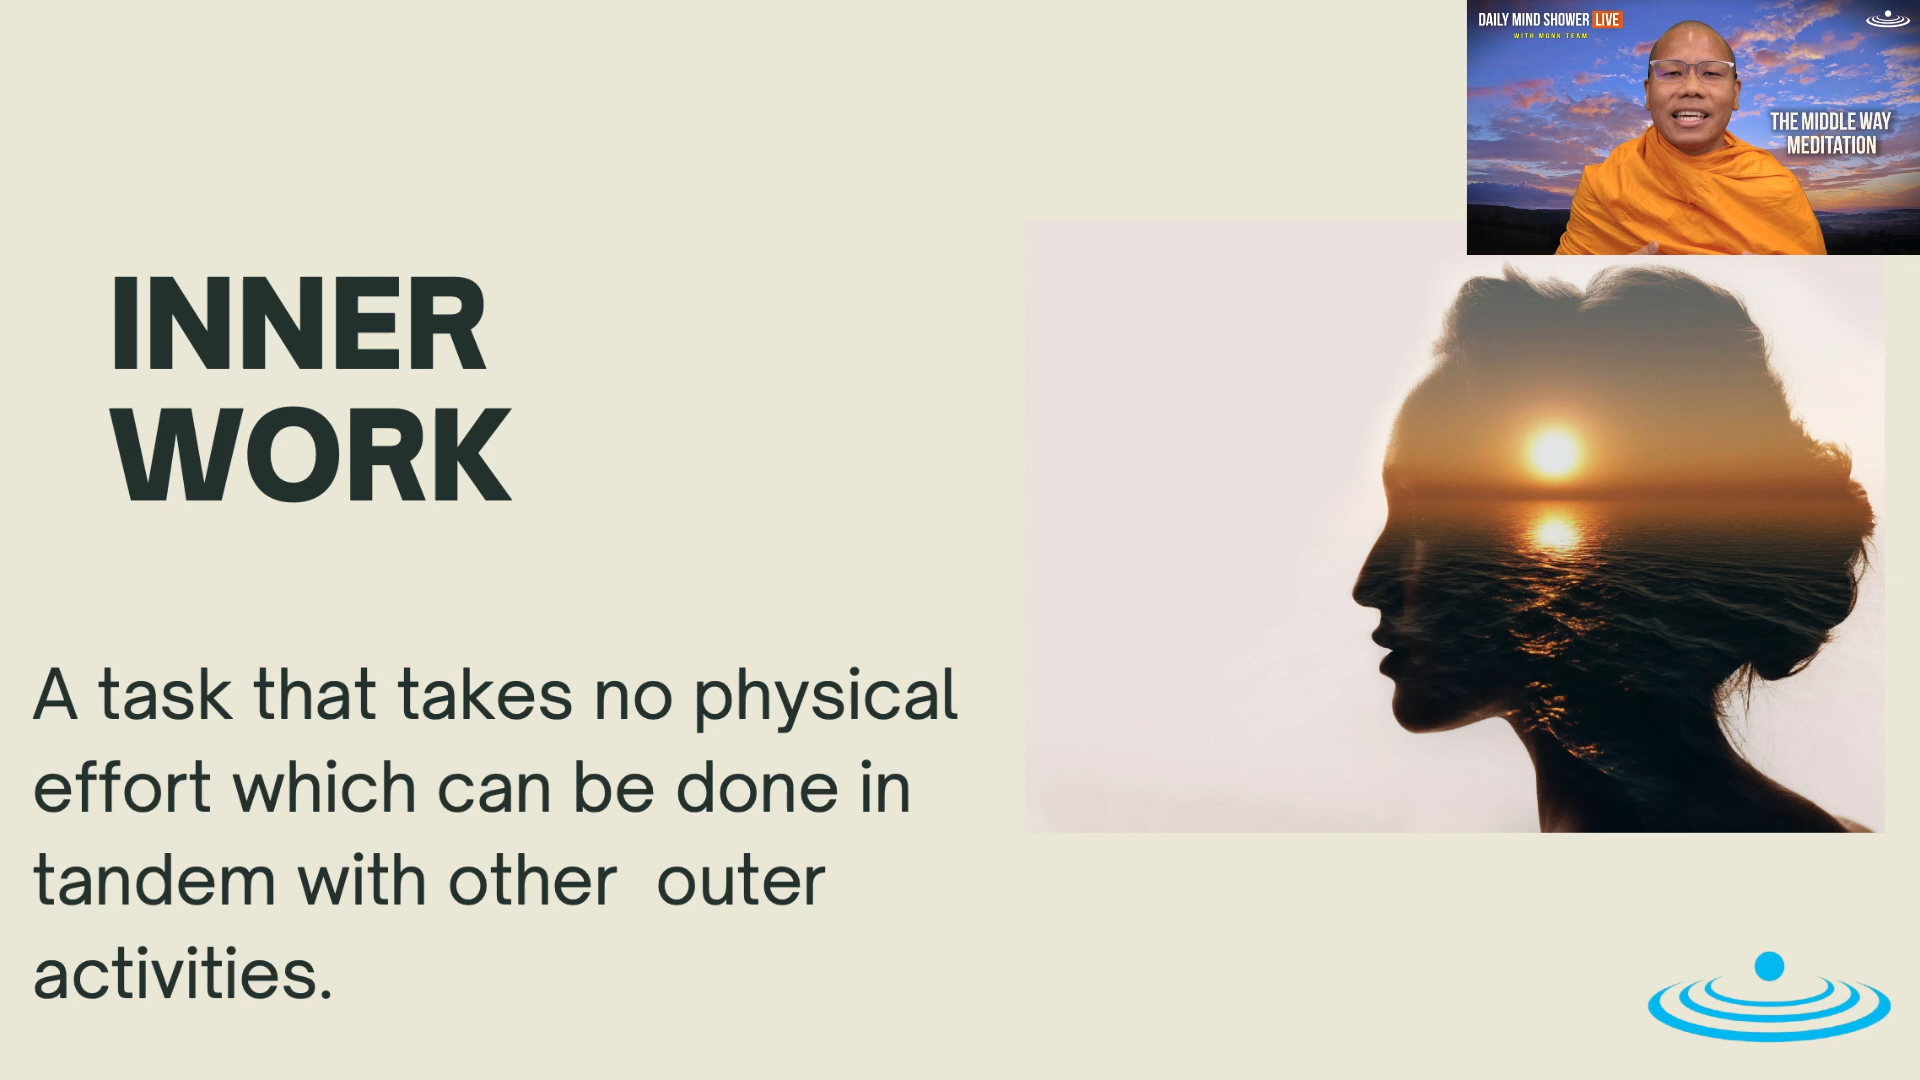 DAILY MIND SHOWER LIVE
WITH MONK TEAM
THE MIDDLE WAY
MEDITATION
INNER
WORK
A task that takes no physical
effort which can be done in
tandem with other  outer
activities.